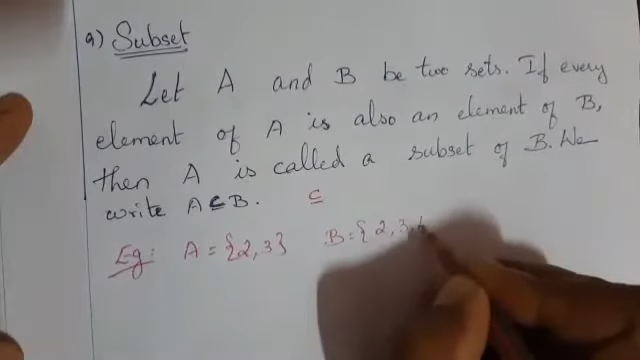 9) Subset
Let A and B be two sets. If every
element of A is also an element of B,
then A is called a subset of B. We
write A⊆B. ⊆
Eg: A = {2,3} B = {2,3,